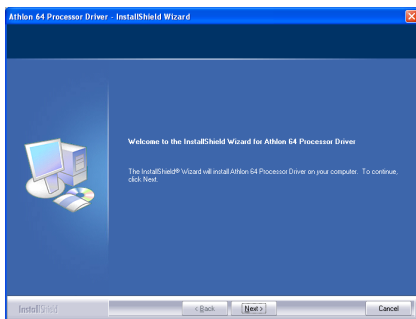 Athlon 64 Processor Driver - InstallShield Wizard
Welcome to the InstallShield Wizard for Athlon 64 Processor Driver
The InstallShield® Wizard will install Athlon 64 Processor Driver on your computer. To continue,
click Next.
InstallShield
< Back
Next >
Cancel